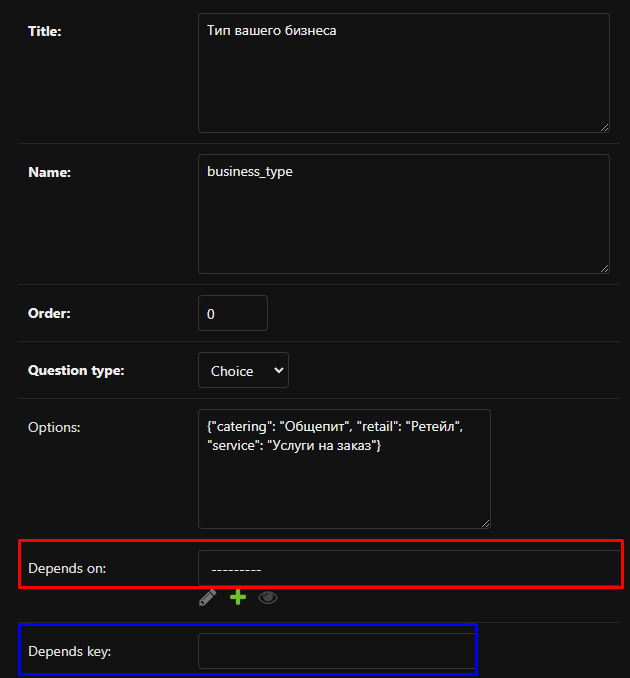 Title:
Тип вашего бизнеса
Name:
business_type
Order:
0
Question type:
Choice
Options:
{"catering": "Общепит", "retail": "Ретейл",
"service": "Услуги на заказ"}
Depends on:
---------
Depends key: